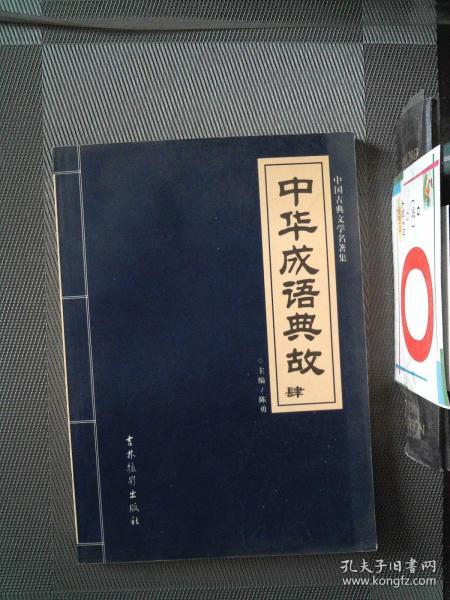 中国古典文学名著集
中华成语典故
肆
◎主编/陈勇
吉林摄影出版社
孔夫子旧书网
www.kongfz.com